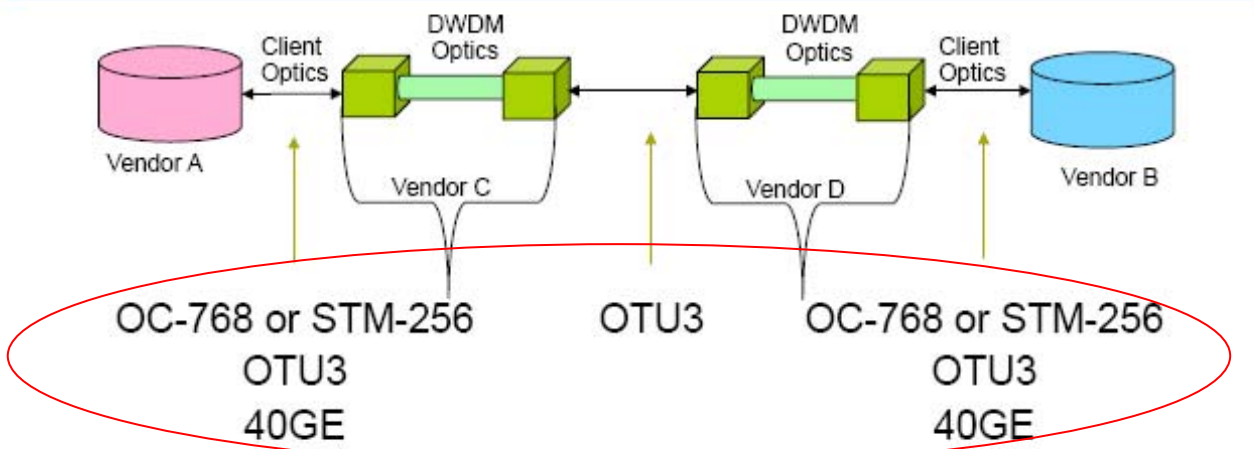 Client
Optics
DWDM
Optics
DWDM
Optics
Client
Optics
Vendor A
Vendor C
Vendor D
Vendor B
OC-768 or STM-256
OTU3
OC-768 or STM-256
OTU3
OTU3
40GE
40GE